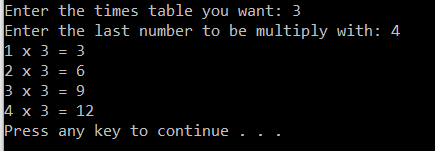 Enter the times table you want: 3
Enter the last number to be multiply with: 4
1 x 3 = 3
2 x 3 = 6
3 x 3 = 9
4 x 3 = 12
Press any key to continue . . .